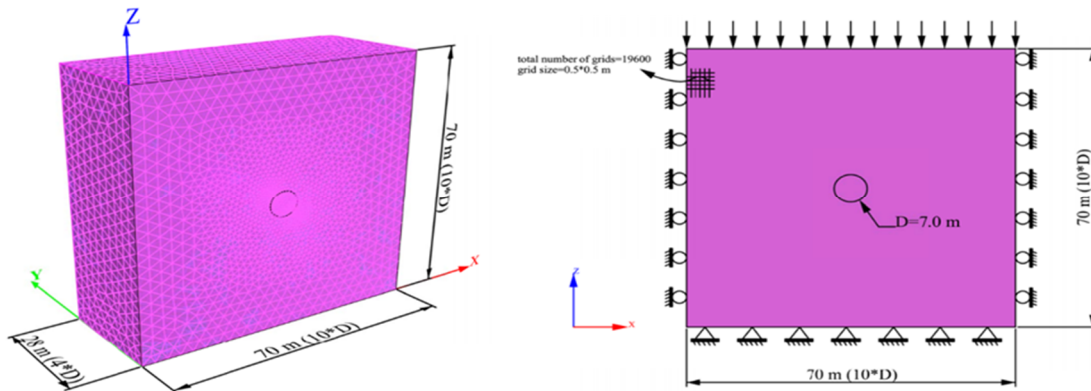 Z
70 m (10*D)
X
Y
28 m (4*D)
70 m (10*D)
total number of grids=19600
grid size=0.5*0.5 m
D=7.0 m
70 m (10*D)
z
x
70 m (10*D)